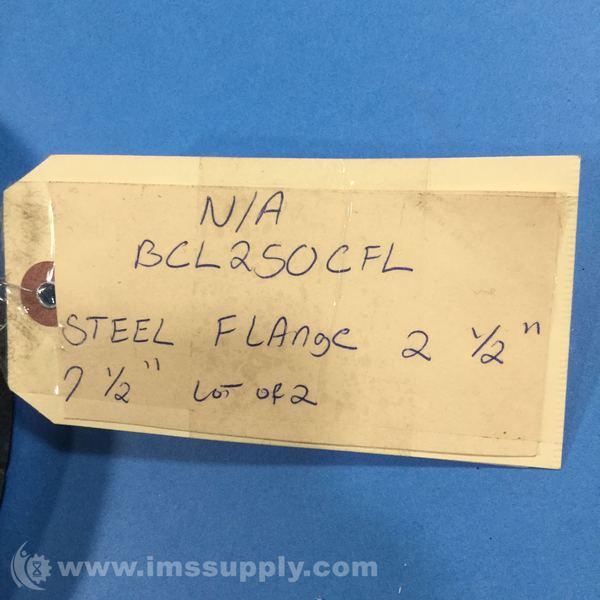 N/A
BCL250CFL
STEEL FLAnge 2 1/2"
7 1/2" LOT OF 2
www.imssupply.com